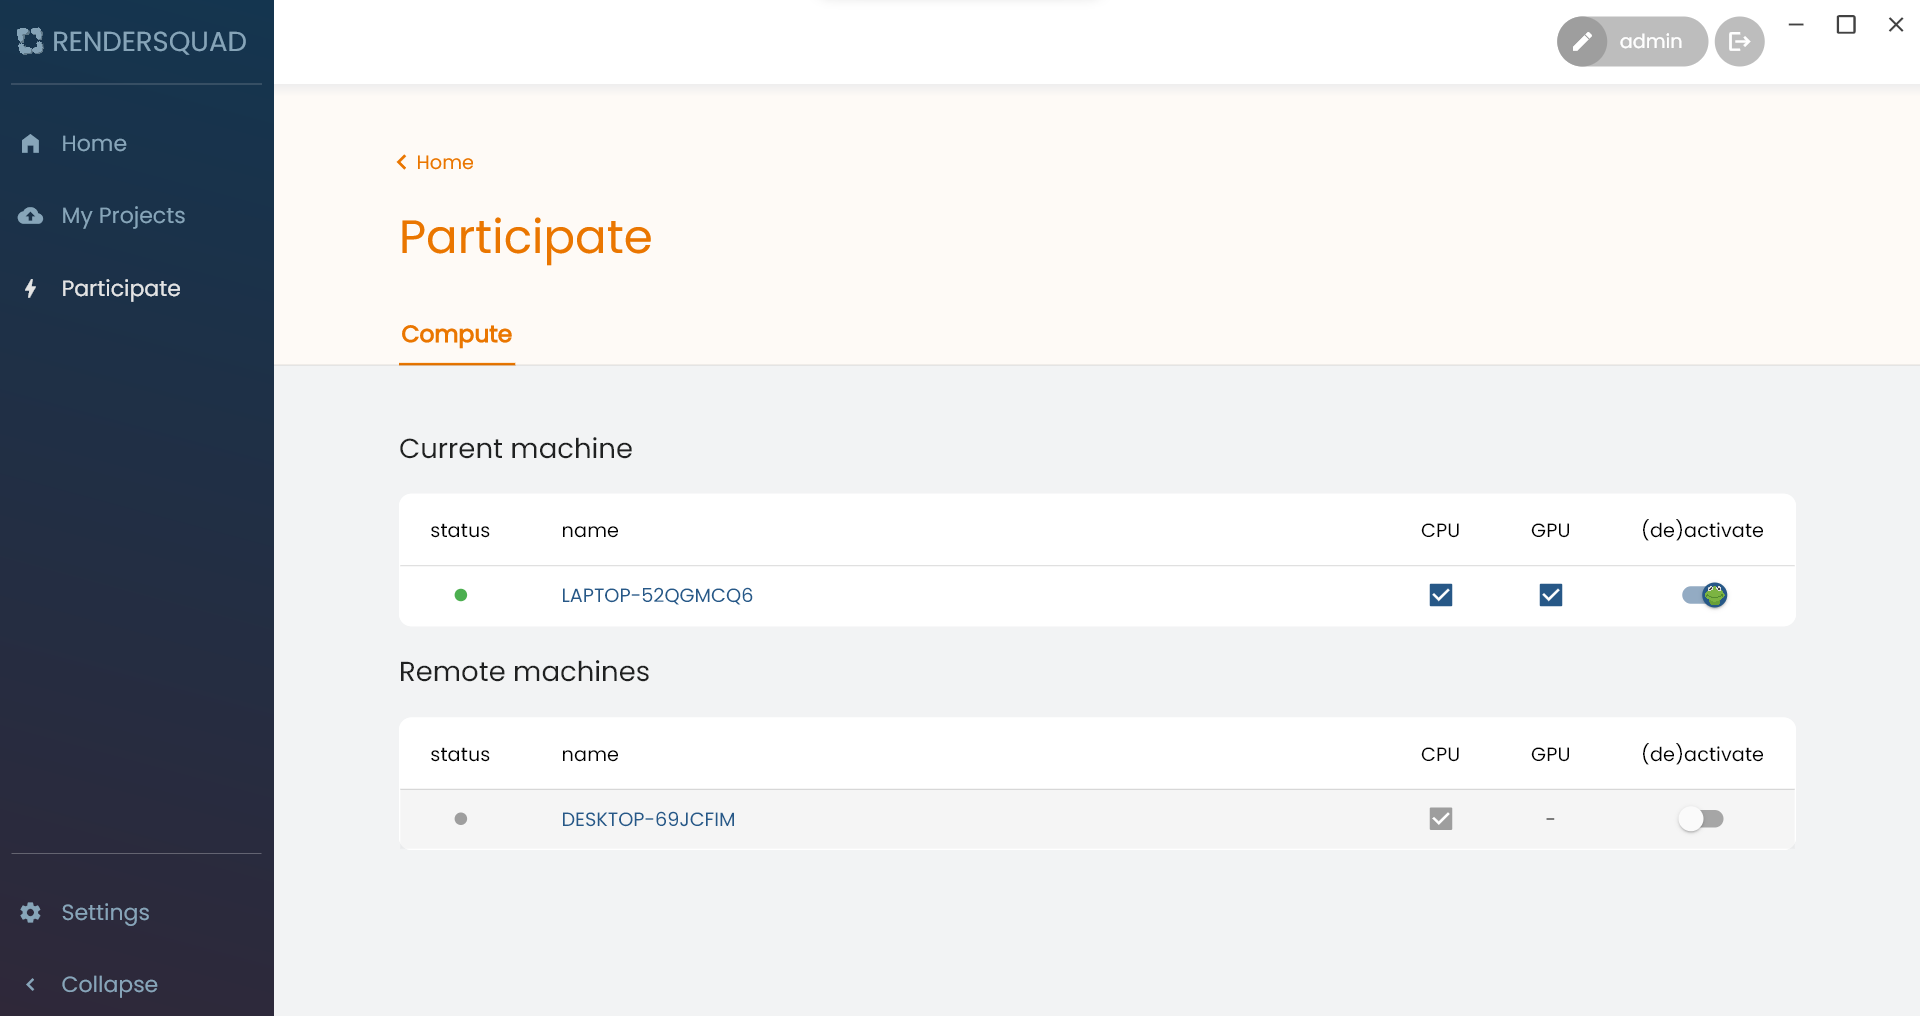 RENDERSQUAD
admin
Home
My Projects
Participate
Settings
Collapse
Home
Participate
Compute
Current machine
status name CPU GPU (de)activate
LAPTOP-52QGMCQ6
Remote machines
status name CPU GPU (de)activate
DESKTOP-69JCFIM -